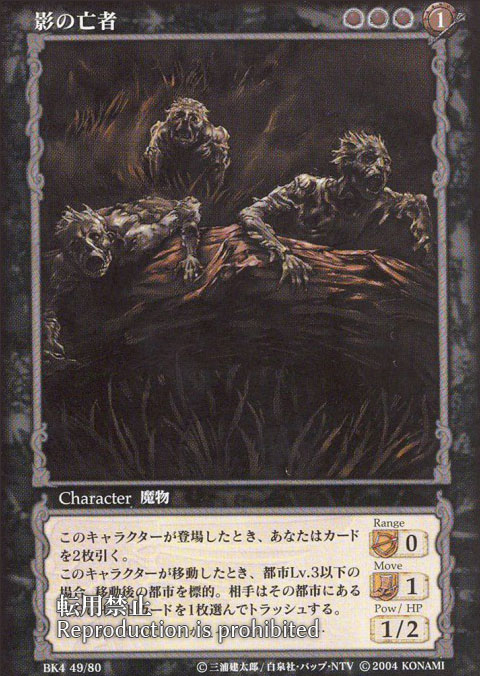 影の亡者
1
Character 魔物
このキャラクターが登場したとき、あなたはカード
を2枚引く。
このキャラクターが移動したとき、都市Lv.3以下の
場合、移動後の都市を標的。相手はその都市にある
カードを1枚選んでトラッシュする。
転用禁止
Reproduction is prohibited
Range
0
Move
1
Pow/ HP
1/2
BK4 49/80
©三浦建太郎/白泉社・バップ・NTV ©2004 KONAMI